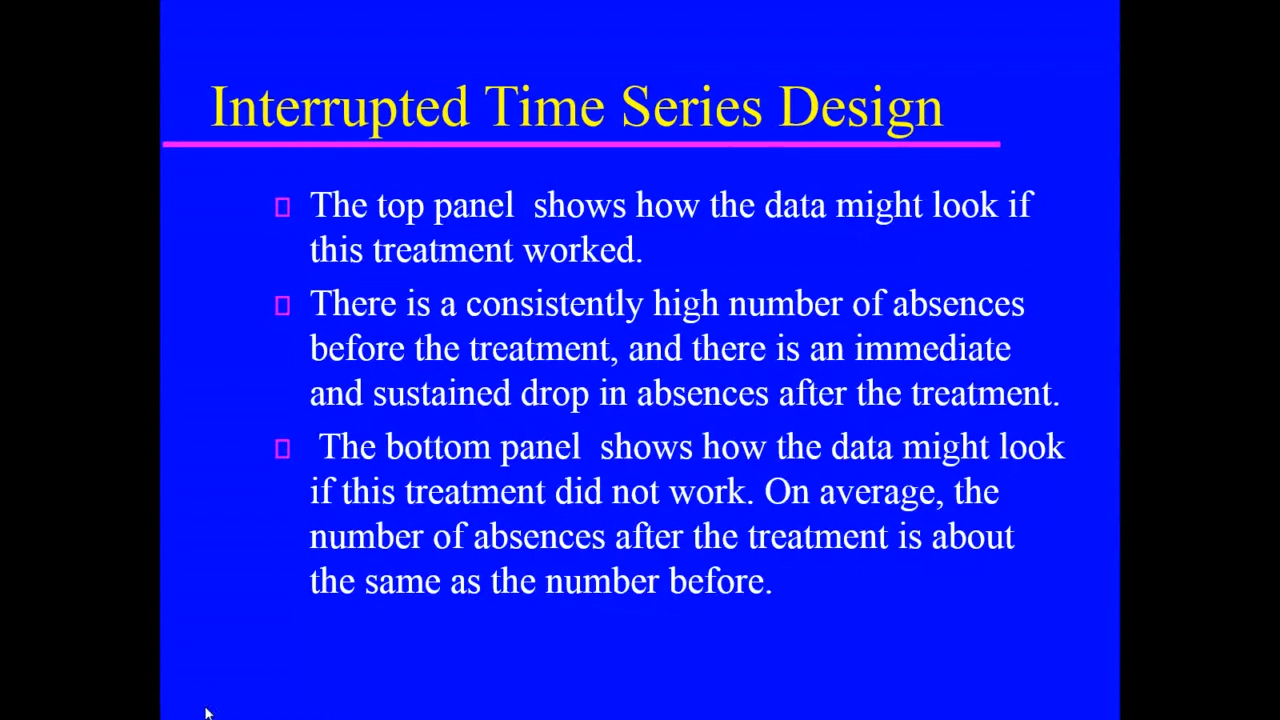 Interrupted Time Series Design
The top panel  shows how the data might look if
this treatment worked.
There is a consistently high number of absences
before the treatment, and there is an immediate
and sustained drop in absences after the treatment.
The bottom panel  shows how the data might look
if this treatment did not work. On average, the
number of absences after the treatment is about
the same as the number before.